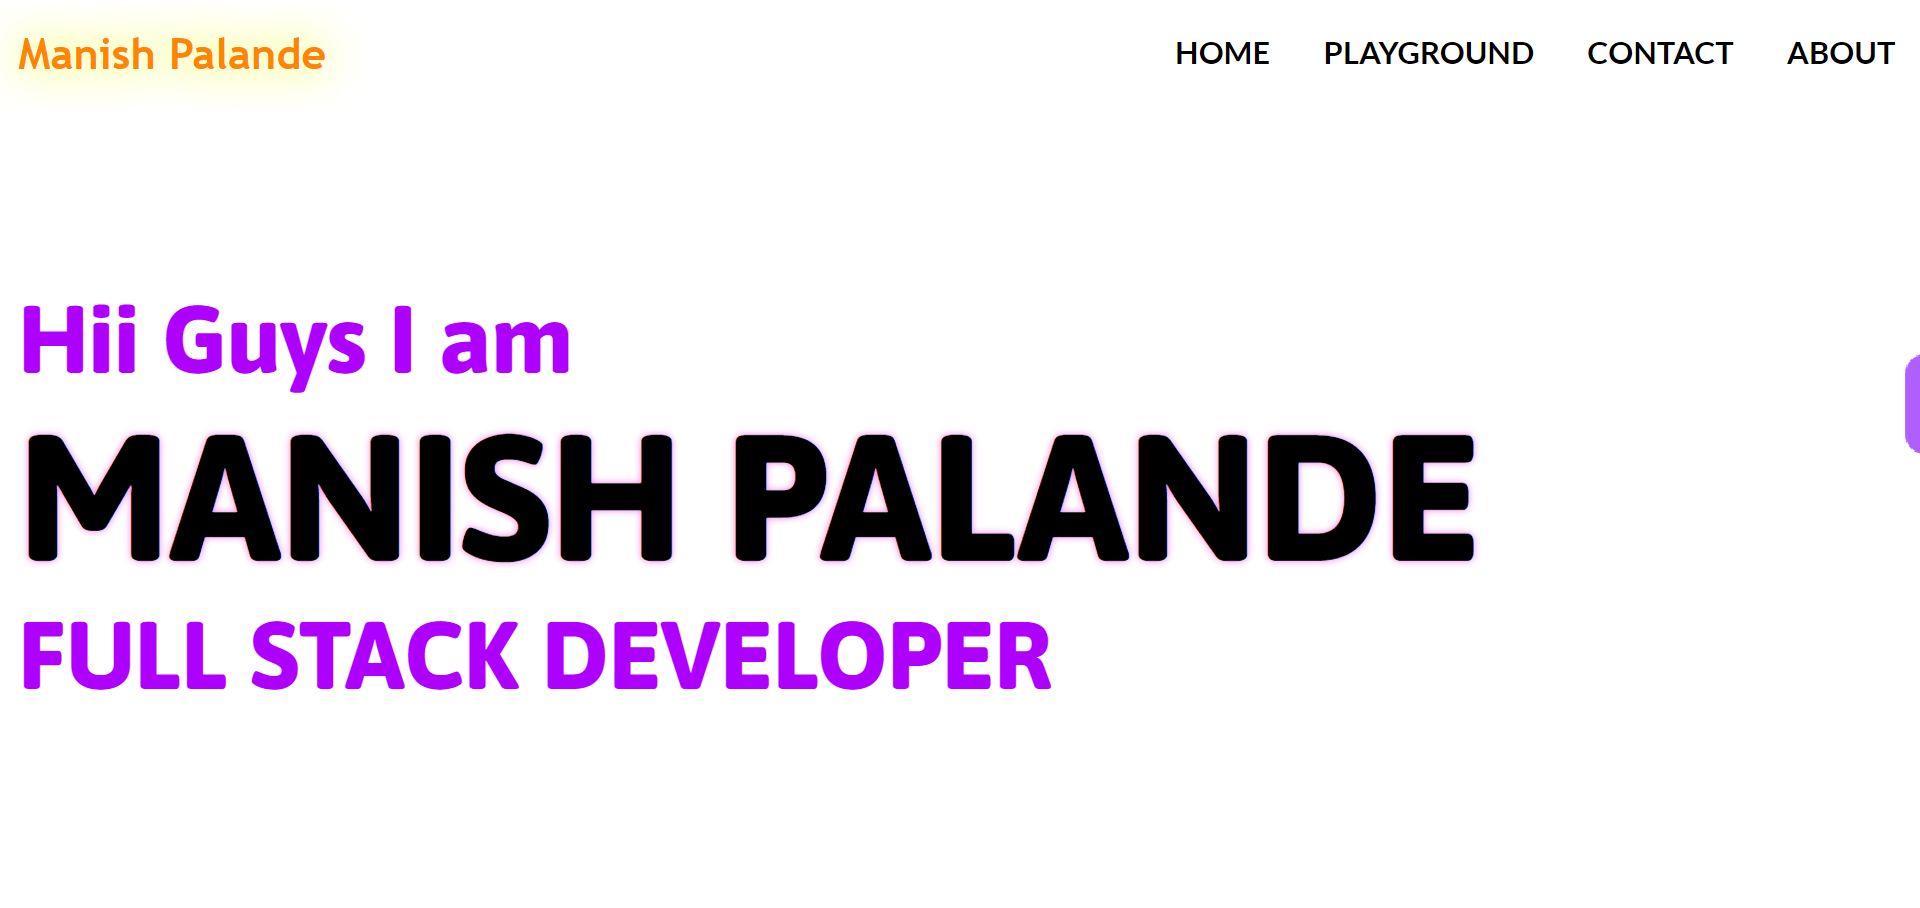 Manish Palande
HOME PLAYGROUND CONTACT ABOUT
Hii Guys I am
MANISH PALANDE
FULL STACK DEVELOPER